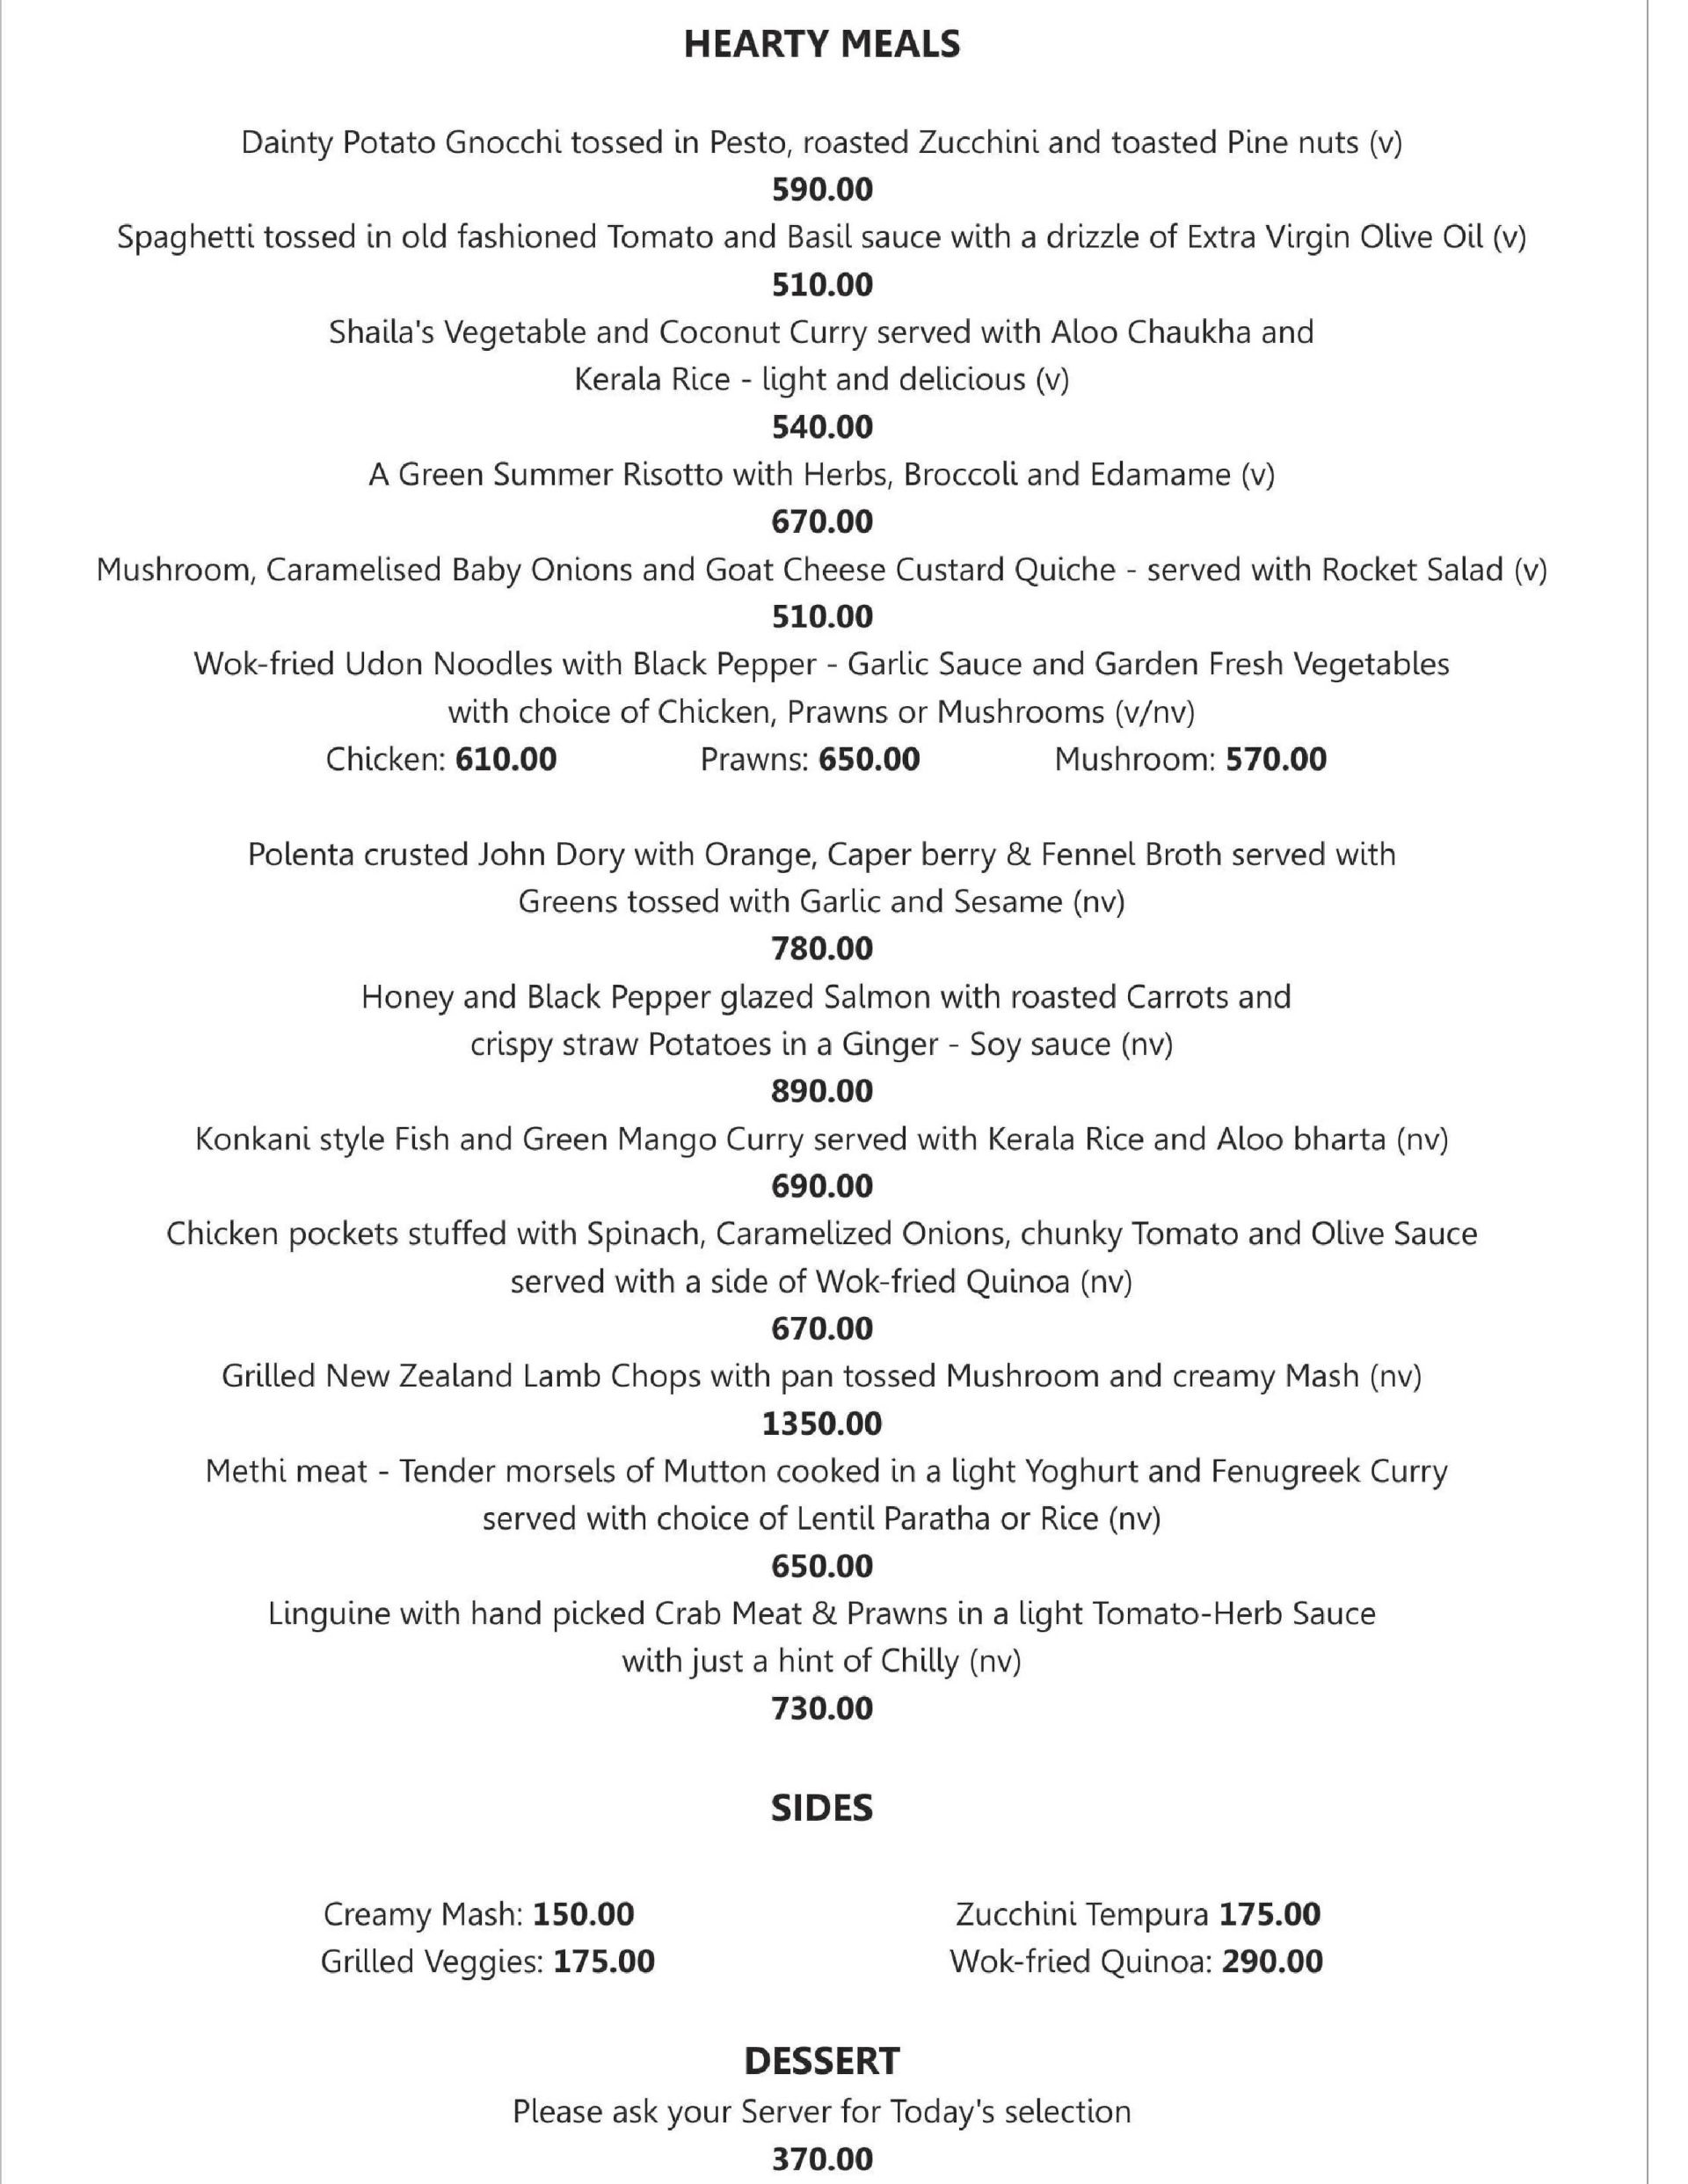 HEARTY MEALS
Dainty Potato Gnocchi tossed in Pesto, roasted Zucchini and toasted Pine nuts (v)
590.00
Spaghetti tossed in old fashioned Tomato and Basil sauce with a drizzle of Extra Virgin Olive Oil (v)
510.00
Shaila's Vegetable and Coconut Curry served with Aloo Chaukha and
Kerala Rice - light and delicious (v)
540.00
A Green Summer Risotto with Herbs, Broccoli and Edamame (v)
670.00
Mushroom, Caramelised Baby Onions and Goat Cheese Custard Quiche - served with Rocket Salad (v)
510.00
Wok-fried Udon Noodles with Black Pepper - Garlic Sauce and Garden Fresh Vegetables
with choice of Chicken, Prawns or Mushrooms (v/nv)
Chicken: 610.00 Prawns: 650.00 Mushroom: 570.00
Polenta crusted John Dory with Orange, Caper berry & Fennel Broth served with
Greens tossed with Garlic and Sesame (nv)
780.00
Honey and Black Pepper glazed Salmon with roasted Carrots and
crispy straw Potatoes in a Ginger - Soy sauce (nv)
890.00
Konkani style Fish and Green Mango Curry served with Kerala Rice and Aloo bharta (nv)
690.00
Chicken pockets stuffed with Spinach, Caramelized Onions, chunky Tomato and Olive Sauce
served with a side of Wok-fried Quinoa (nv)
670.00
Grilled New Zealand Lamb Chops with pan tossed Mushroom and creamy Mash (nv)
1350.00
Methi meat - Tender morsels of Mutton cooked in a light Yoghurt and Fenugreek Curry
served with choice of Lentil Paratha or Rice (nv)
650.00
Linguine with hand picked Crab Meat & Prawns in a light Tomato-Herb Sauce
with just a hint of Chilly (nv)
730.00
SIDES
Creamy Mash: 150.00 Zucchini Tempura 175.00
Grilled Veggies: 175.00 Wok-fried Quinoa: 290.00
DESSERT
Please ask your Server for Today's selection
370.00